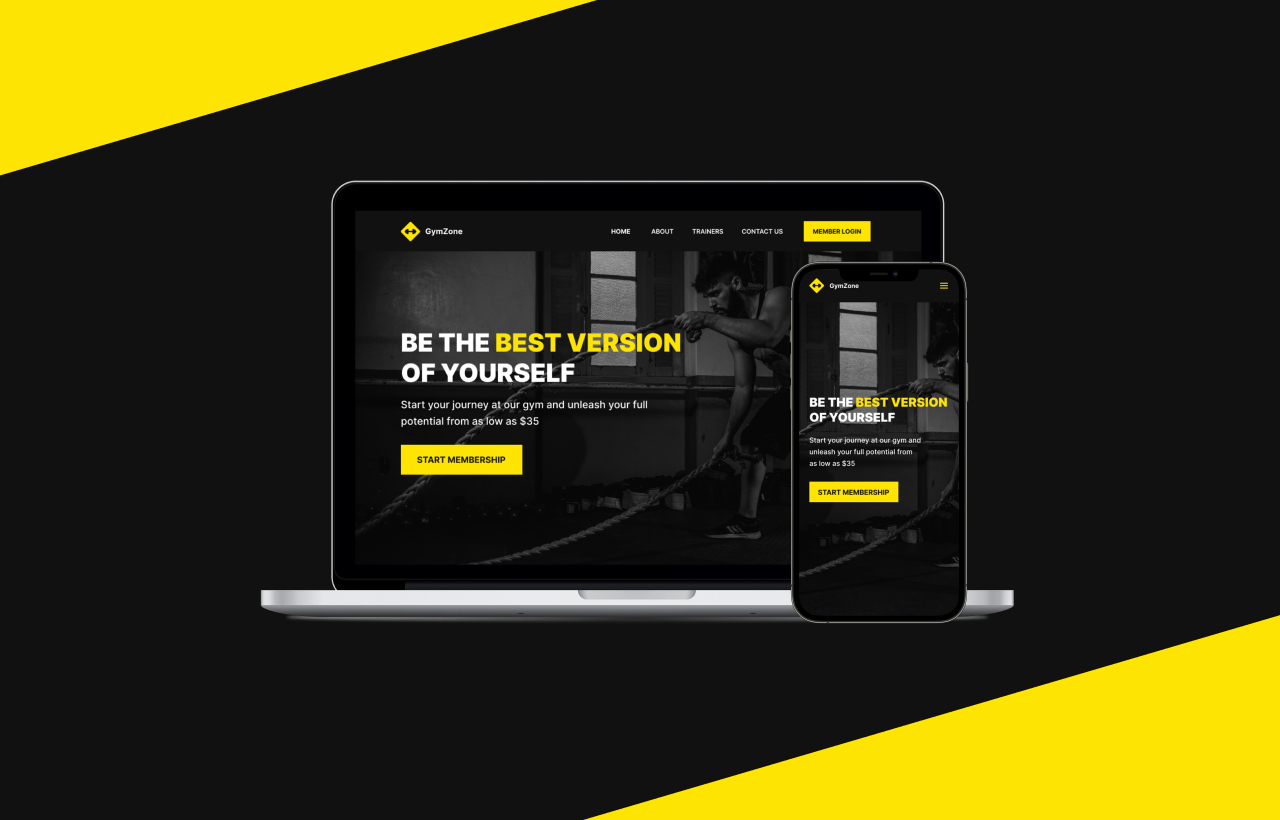 GymZone
HOME ABOUT TRAINERS CONTACT US MEMBER LOGIN
BE THE BEST VERSION
OF YOURSELF
Start your journey at our gym and unleash your full
potential from as low as $35
START MEMBERSHIP
GymZone
BE THE BEST VERSION
OF YOURSELF
Start your journey at our gym and
unleash your full potential from
as low as $35
START MEMBERSHIP